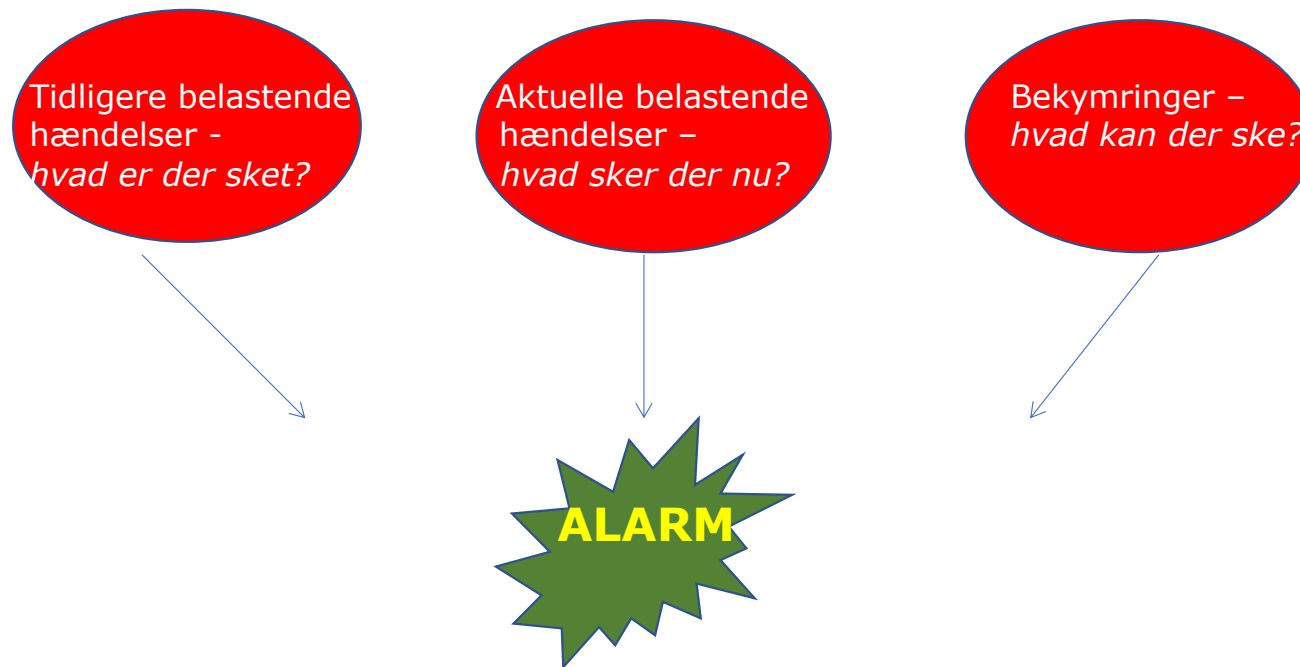 Tidligere belastende
hændelser -
hvad er der sket?
Aktuelle belastende
hændelser –
hvad sker der nu?
Bekymringer –
hvad kan der ske?
ALARM